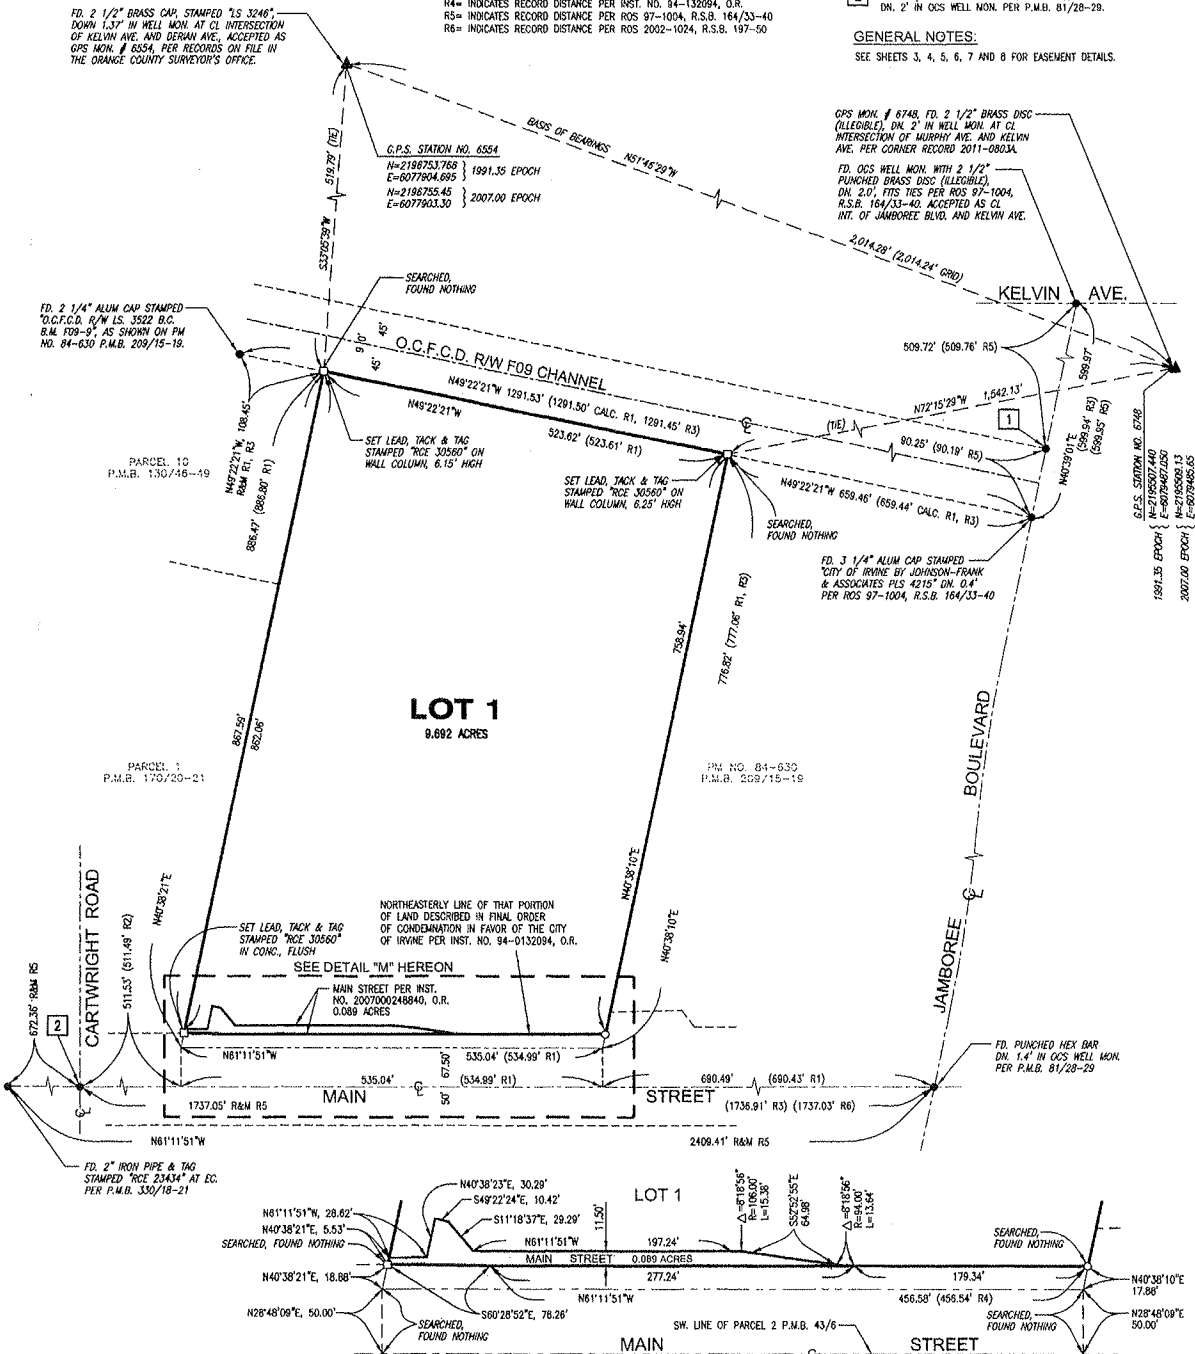 FD. 2 1/2" BRASS CAP, STAMPED "LS 3246",
DOWN 1.37' IN WELL MON. AT CL INTERSECTION
OF KELVIN AVE. AND DERIAN AVE., ACCEPTED AS
GPS MON. # 6554, PER RECORDS ON FILE IN
THE ORANGE COUNTY SURVEYOR'S OFFICE.
R4= INDICATES RECORD DISTANCE PER INST. NO. 94-132094, O.R.
R5= INDICATES RECORD DISTANCE PER ROS 97-1004, R.S.B. 164/33-40
R6= INDICATES RECORD DISTANCE PER ROS 2002-1024, R.S.B. 197-50
DN. 2' IN OCS WELL MON. PER P.M.B. 81/28-29.
GENERAL NOTES:
SEE SHEETS 3, 4, 5, 6, 7 AND 8 FOR EASEMENT DETAILS.
GPS MON. # 6748, FD. 2 1/2" BRASS DISC
(ILLEGIBLE), DN. 2' IN WELL MON. AT CL
INTERSECTION OF MURPHY AVE. AND KELVIN
AVE. PER CORNER RECORD 2011-0803A.
FD. OCS WELL MON. WITH 2 1/2"
PUNCHED BRASS DISC (ILLEGIBLE),
DN. 2.0', FITS TIES PER ROS 97-1004,
R.S.B. 164/33-40. ACCEPTED AS CL
INT. OF JAMBOREE BLVD. AND KELVIN AVE.
BASIS OF BEARINGS N51°46'29"W
2,014.28' (2,014.24' GRID)
G.P.S. STATION NO. 6554
N=2196753.768
E=6077904.695 } 1991.35 EPOCH
N=2196755.45
E=6077903.30 } 2007.00 EPOCH
S33°05'39"W 519.79' (TIE)
SEARCHED,
FOUND NOTHING
FD. 2 1/4" ALUM CAP STAMPED
"O.C.F.C.D. R/W LS. 3522 B.C.
B.M. F09-9", AS SHOWN ON PM
NO. 84-630 P.M.B. 209/15-19.
KELVIN AVE.
509.72' (509.76' R5)
599.97'
(599.94' R3)
(599.95' R5)
N40°39'01"E
45'
90'
45'
O.C.F.C.D. R/W F09 CHANNEL
N49°22'21"W 1291.53' (1291.50' CALC. R1, 1291.45' R3)
N49°22'21"W
523.62' (523.61' R1)
℄
N72°15'29"W 1,542.13'
(TIE)
1
90.25' (90.19' R5)
N49°22'21"W 659.46' (659.44' CALC. R1, R3)
G.P.S. STATION NO. 6748
N=2195507.440
E=6079487.050
1991.35 EPOCH
N=2195509.13
E=6079485.65
2007.00 EPOCH
N49°22'21"W, 108.45'
R&M R1, R3
886.47' (886.80' R1)
SET LEAD, TACK & TAG
STAMPED "RCE 30560" ON
WALL COLUMN, 6.15' HIGH
PARCEL 10
P.M.B. 130/46-49
SET LEAD, TACK & TAG
STAMPED "RCE 30560" ON
WALL COLUMN, 6.25' HIGH
SEARCHED,
FOUND NOTHING
FD. 3 1/4" ALUM CAP STAMPED
"CITY OF IRVINE BY JOHNSON-FRANK
& ASSOCIATES PLS 4215" DN. 0.4'
PER ROS 97-1004, R.S.B. 164/33-40
758.94'
776.82' (777.06' R1, R3)
LOT 1
9.692 ACRES
867.59'
862.06'
PARCEL 1
P.M.B. 170/20-21
PM NO. 84-630
P.M.B. 209/15-19
JAMBOREE ℄ BOULEVARD
CARTWRIGHT ROAD
N40°38'21"E
N40°38'10"E
N40°38'10"E
SET LEAD, TACK & TAG
STAMPED "RCE 30560"
IN CONC., FLUSH
NORTHEASTERLY LINE OF THAT PORTION
OF LAND DESCRIBED IN FINAL ORDER
OF CONDEMNATION IN FAVOR OF THE CITY
OF IRVINE PER INST. NO. 94-0132094, O.R.
SEE DETAIL "M" HEREON
MAIN STREET PER INST.
NO. 2007000248840, O.R.
0.089 ACRES
672.36' R&M R5
2
511.53' (511.49' R2)
N61°11'51"W
535.04' (534.99' R1)
67.50'
535.04' ℄ (534.99' R1)
50'
690.49' (690.43' R1)
MAIN STREET
1737.05' R&M R5
(1736.91' R3) (1737.03' R6)
℄
N61°11'51"W
2409.41' R&M R5
FD. PUNCHED HEX BAR
DN. 1.4' IN OCS WELL MON.
PER P.M.B. 81/28-29
FD. 2" IRON PIPE & TAG
STAMPED "RCE 23434" AT EC.
PER P.M.B. 330/18-21
N40°38'23"E, 30.29'
S49°22'24"E, 10.42'
S11°18'37"E, 29.29'
LOT 1
N61°11'51"W, 28.62'
N40°38'21"E, 5.53'
SEARCHED, FOUND NOTHING
11.50'
Δ=8°18'56"
R=106.00'
L=15.38'
S52°52'55"E
64.98'
Δ=8°18'56"
R=94.00'
L=13.64'
N61°11'51"W 197.24'
MAIN STREET 0.089 ACRES
277.24'
179.34'
SEARCHED,
FOUND NOTHING
N40°38'21"E, 18.88'
N40°38'10"E
17.88'
N61°11'51"W
456.58' (456.54' R4)
N28°48'09"E, 50.00'
S60°28'52"E, 78.26'
SEARCHED,
FOUND NOTHING
N28°48'09"E
50.00'
SEARCHED,
FOUND NOTHING
SW. LINE OF PARCEL 2 P.M.B. 43/6
MAIN ℄ STREET